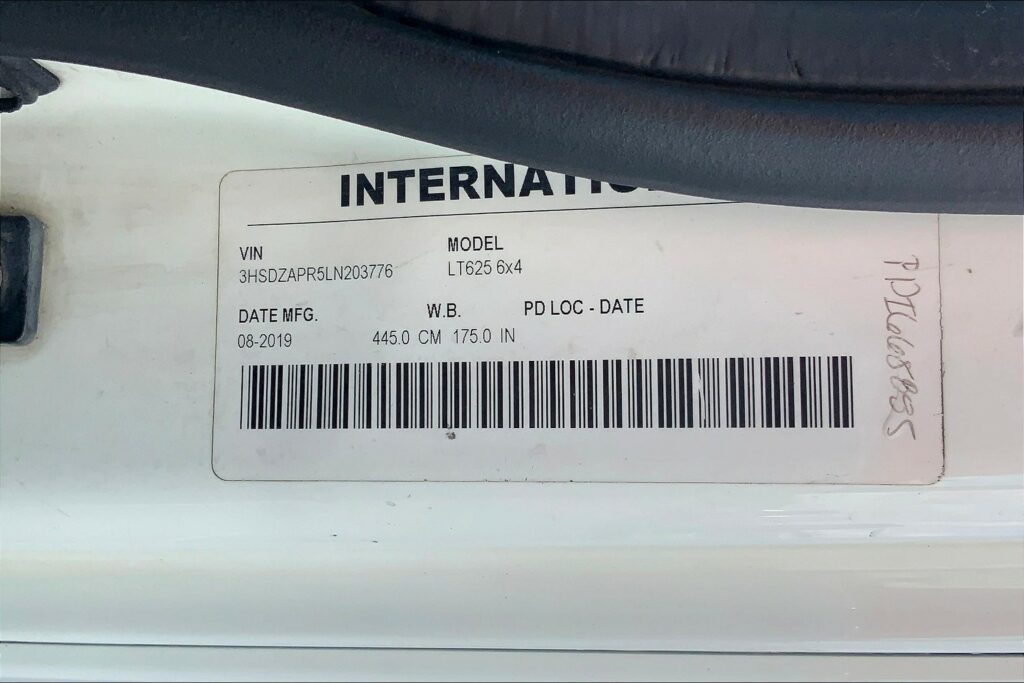 INTERNATIO
VIN
3HSDZAPR5LN203776
MODEL
LT625 6x4
DATE MFG.
08-2019
W.B.
445.0 CM 175.0 IN
PD LOC - DATE